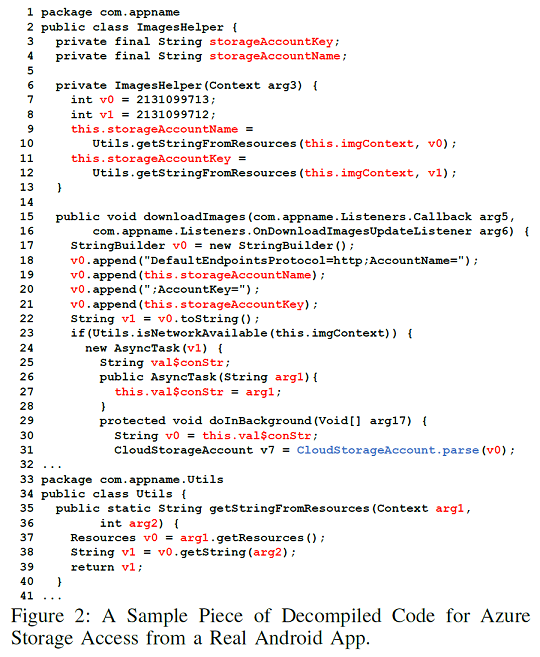 1 package com.appname
2 public class ImagesHelper {
3   private final String storageAccountKey;
4   private final String storageAccountName;
5
6   private ImagesHelper(Context arg3) {
7     int v0 = 2131099713;
8     int v1 = 2131099712;
9     this.storageAccountName =
10        Utils.getStringFromResources(this.imgContext, v0);
11    this.storageAccountKey =
12        Utils.getStringFromResources(this.imgContext, v1);
13  }
14
15  public void downloadImages(com.appname.Listeners.Callback arg5,
16        com.appname.Listeners.OnDownloadImagesUpdateListener arg6) {
17    StringBuilder v0 = new StringBuilder();
18    v0.append("DefaultEndpointsProtocol=http;AccountName=");
19    v0.append(this.storageAccountName);
20    v0.append(";AccountKey=");
21    v0.append(this.storageAccountKey);
22    String v1 = v0.toString();
23    if(Utils.isNetworkAvailable(this.imgContext)) {
24      new AsyncTask(v1) {
25        String val$conStr;
26        public AsyncTask(String arg1){
27          this.val$conStr = arg1;
28        }
29        protected void doInBackground(Void[] arg17) {
30          String v0 = this.val$conStr;
31          CloudStorageAccount v7 = CloudStorageAccount.parse(v0);
32 ...
33 package com.appname.Utils
34 public class Utils {
35  public static String getStringFromResources(Context arg1,
36        int arg2) {
37    Resources v0 = arg1.getResources();
38    String v1 = v0.getString(arg2);
39    return v1;
40  }
41 ...
Figure 2: A Sample Piece of Decompiled Code for Azure
Storage Access from a Real Android App.